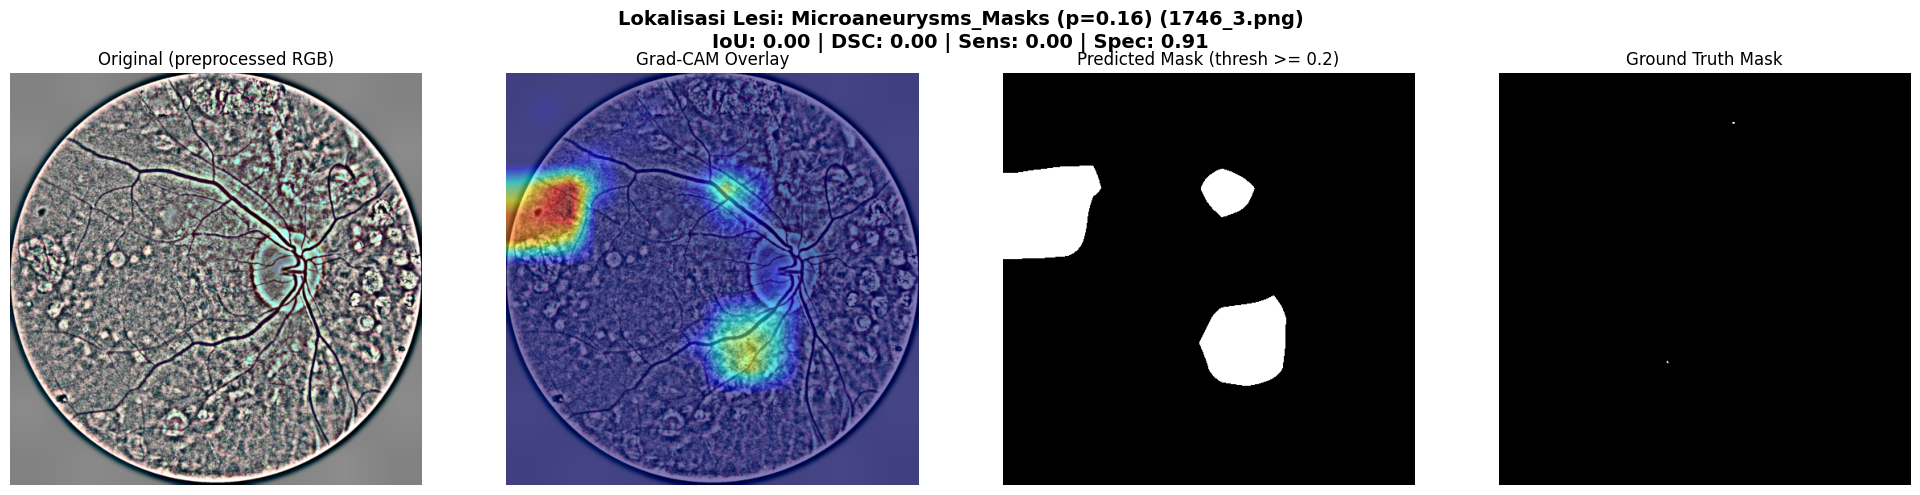 Lokalisasi Lesi: Microaneurysms_Masks (p=0.16) (1746_3.png)
IoU: 0.00 | DSC: 0.00 | Sens: 0.00 | Spec: 0.91
Original (preprocessed RGB)
Grad-CAM Overlay
Predicted Mask (thresh >= 0.2)
Ground Truth Mask